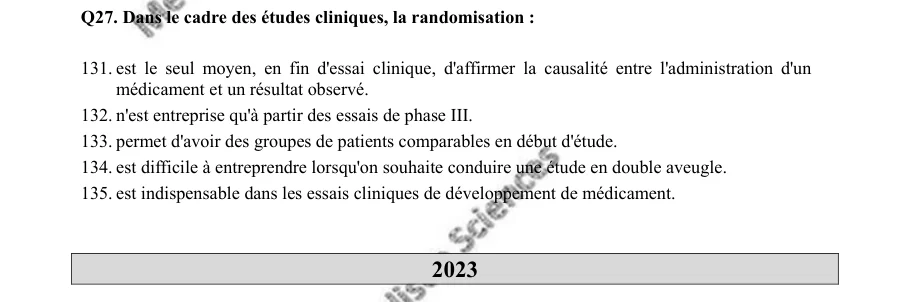 Q27. Dans le cadre des études cliniques, la randomisation :
131. est le seul moyen, en fin d'essai clinique, d'affirmer la causalité entre l'administration d'un
médicament et un résultat observé.
132. n'est entreprise qu'à partir des essais de phase III.
133. permet d'avoir des groupes de patients comparables en début d'étude.
134. est difficile à entreprendre lorsqu'on souhaite conduire une étude en double aveugle.
135. est indispensable dans les essais cliniques de développement de médicament.
Sciences
2023